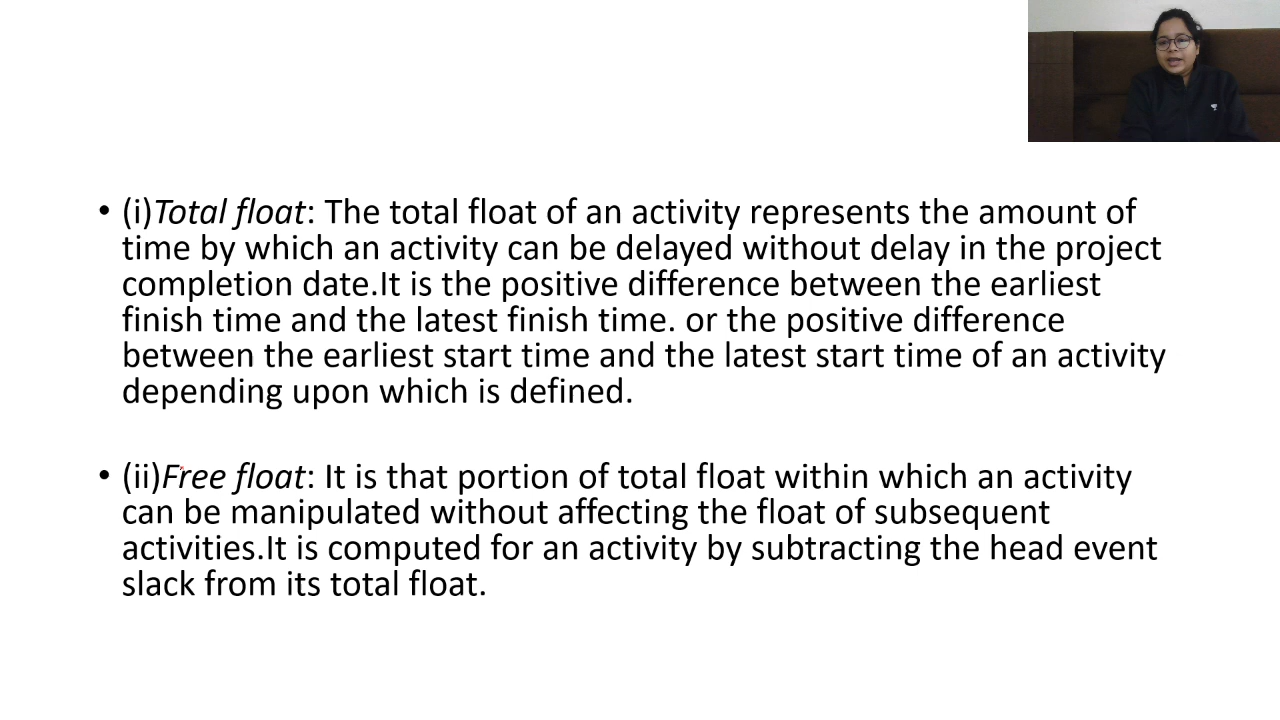 • (i)Total float: The total float of an activity represents the amount of
time by which an activity can be delayed without delay in the project
completion date.It is the positive difference between the earliest
finish time and the latest finish time. or the positive difference
between the earliest start time and the latest start time of an activity
depending upon which is defined.
• (ii)Free float: It is that portion of total float within which an activity
can be manipulated without affecting the float of subsequent
activities.It is computed for an activity by subtracting the head event
slack from its total float.